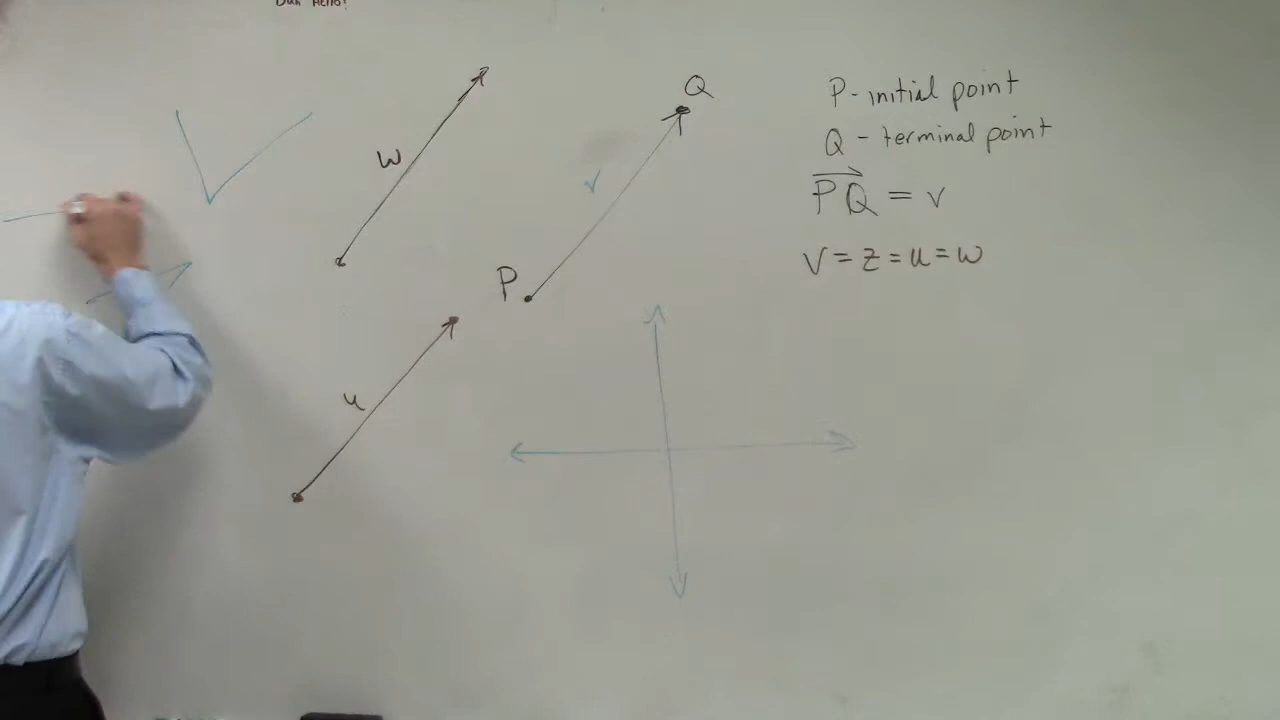 w
Q
v
P
u
P - initial point
Q - terminal point
PQ = v
v = z = u = w